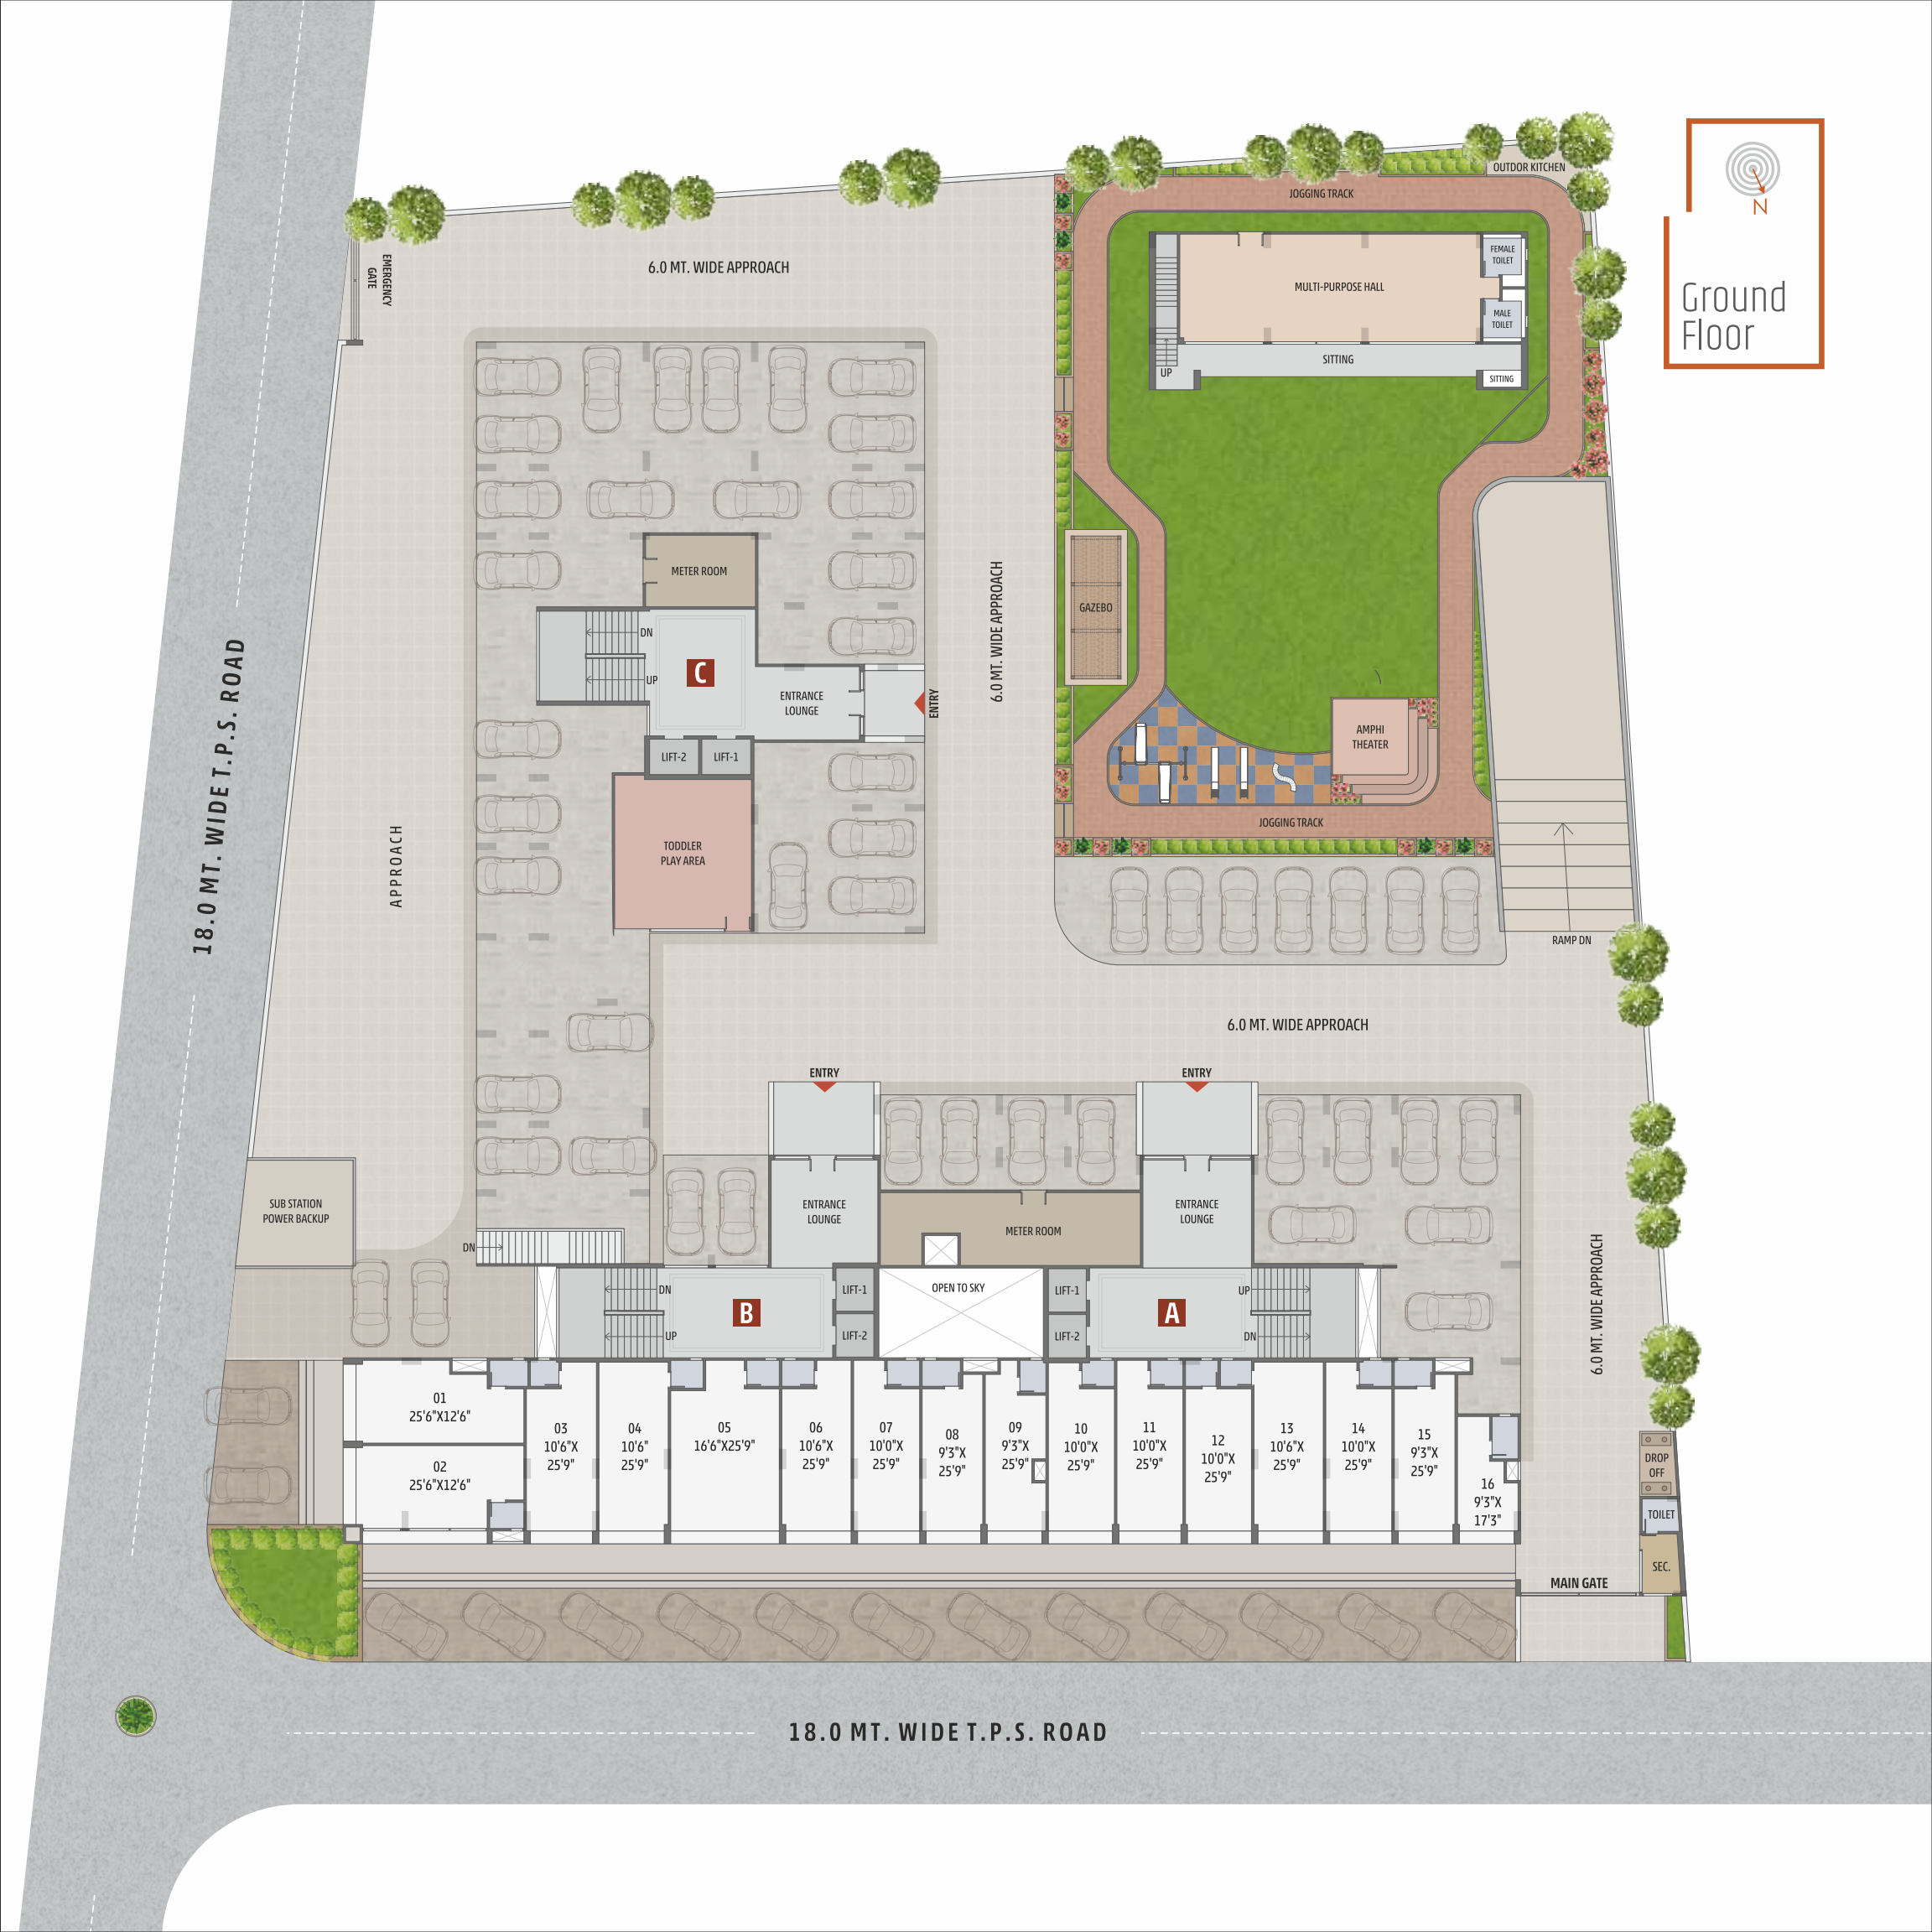 OUTDOR KITCHEN
JOGGING TRACK
N
Ground
Floor
EMERGENCY
GATE
6.0 MT. WIDE APPROACH
FEMALE
TOILET
MULTI-PURPOSE HALL
MALE
TOILET
SITTING
UP
SITTING
METER ROOM
6.0 MT. WIDE APPROACH
GAZEBO
DN
C
UP
ENTRANCE
LOUNGE
ENTRY
18.0 MT. WIDE T.P.S. ROAD
AMPHI
THEATER
LIFT-2
LIFT-1
JOGGING TRACK
TODDLER
PLAY AREA
APPROACH
RAMP DN
6.0 MT. WIDE APPROACH
ENTRY
ENTRY
SUB STATION
POWER BACKUP
ENTRANCE
LOUNGE
ENTRANCE
LOUNGE
METER ROOM
DN
6.0 MT. WIDE APPROACH
DN
B
UP
LIFT-1
LIFT-2
OPEN TO SKY
LIFT-1
LIFT-2
A
UP
DN
01
25'6"X12'6"
02
25'6"X12'6"
03
10'6"X
25'9"
04
10'6"
25'9"
05
16'6"X25'9"
06
10'6"X
25'9"
07
10'0"X
25'9"
08
9'3"X
25'9"
09
9'3"X
25'9"
10
10'0"X
25'9"
11
10'0"X
25'9"
12
10'0"X
25'9"
13
10'6"X
25'9"
14
10'0"X
25'9"
15
9'3"X
25'9"
16
9'3"X
17'3"
DROP
OFF
TOILET
SEC.
MAIN GATE
18.0 MT. WIDE T.P.S. ROAD